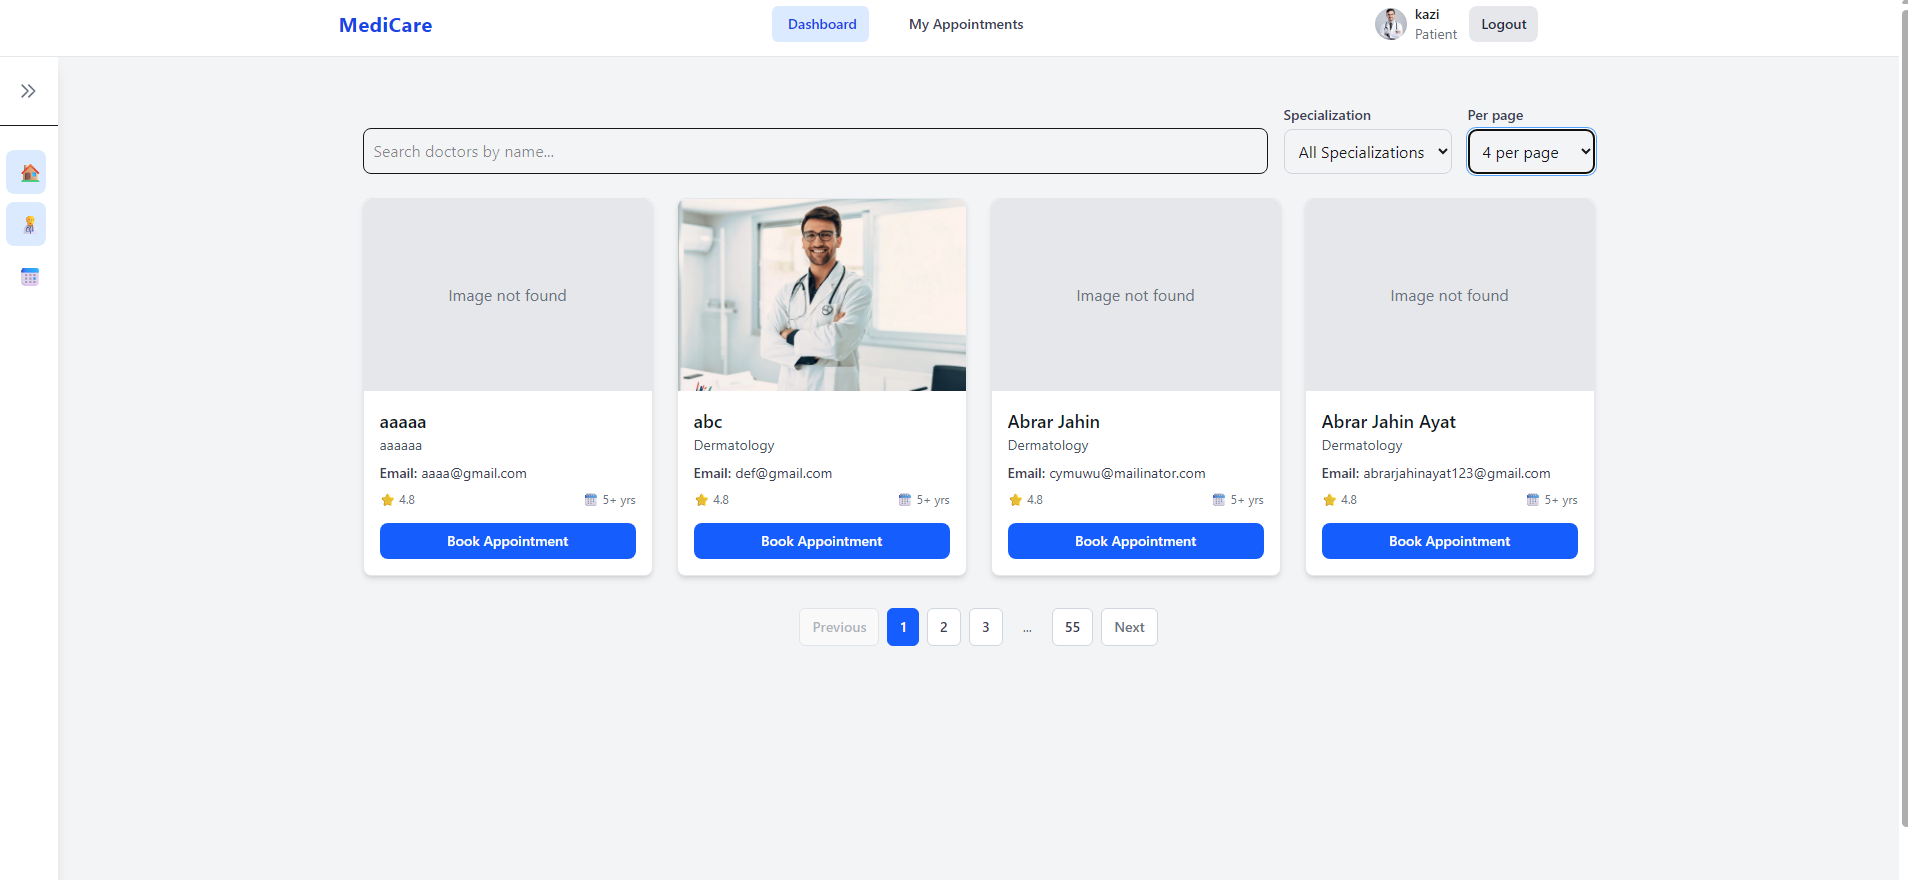 MediCare
Dashboard
My Appointments
kazi
Patient
Logout
Specialization
Per page
Search doctors by name...
All Specializations
4 per page
Image not found
Image not found
Image not found
aaaaa
aaaaaa
Email: aaaa@gmail.com
4.8
5+ yrs
Book Appointment
abc
Dermatology
Email: def@gmail.com
4.8
5+ yrs
Book Appointment
Abrar Jahin
Dermatology
Email: cymuwu@mailinator.com
4.8
5+ yrs
Book Appointment
Abrar Jahin Ayat
Dermatology
Email: abrarjahinayat123@gmail.com
4.8
5+ yrs
Book Appointment
Previous 1 2 3 ... 55 Next